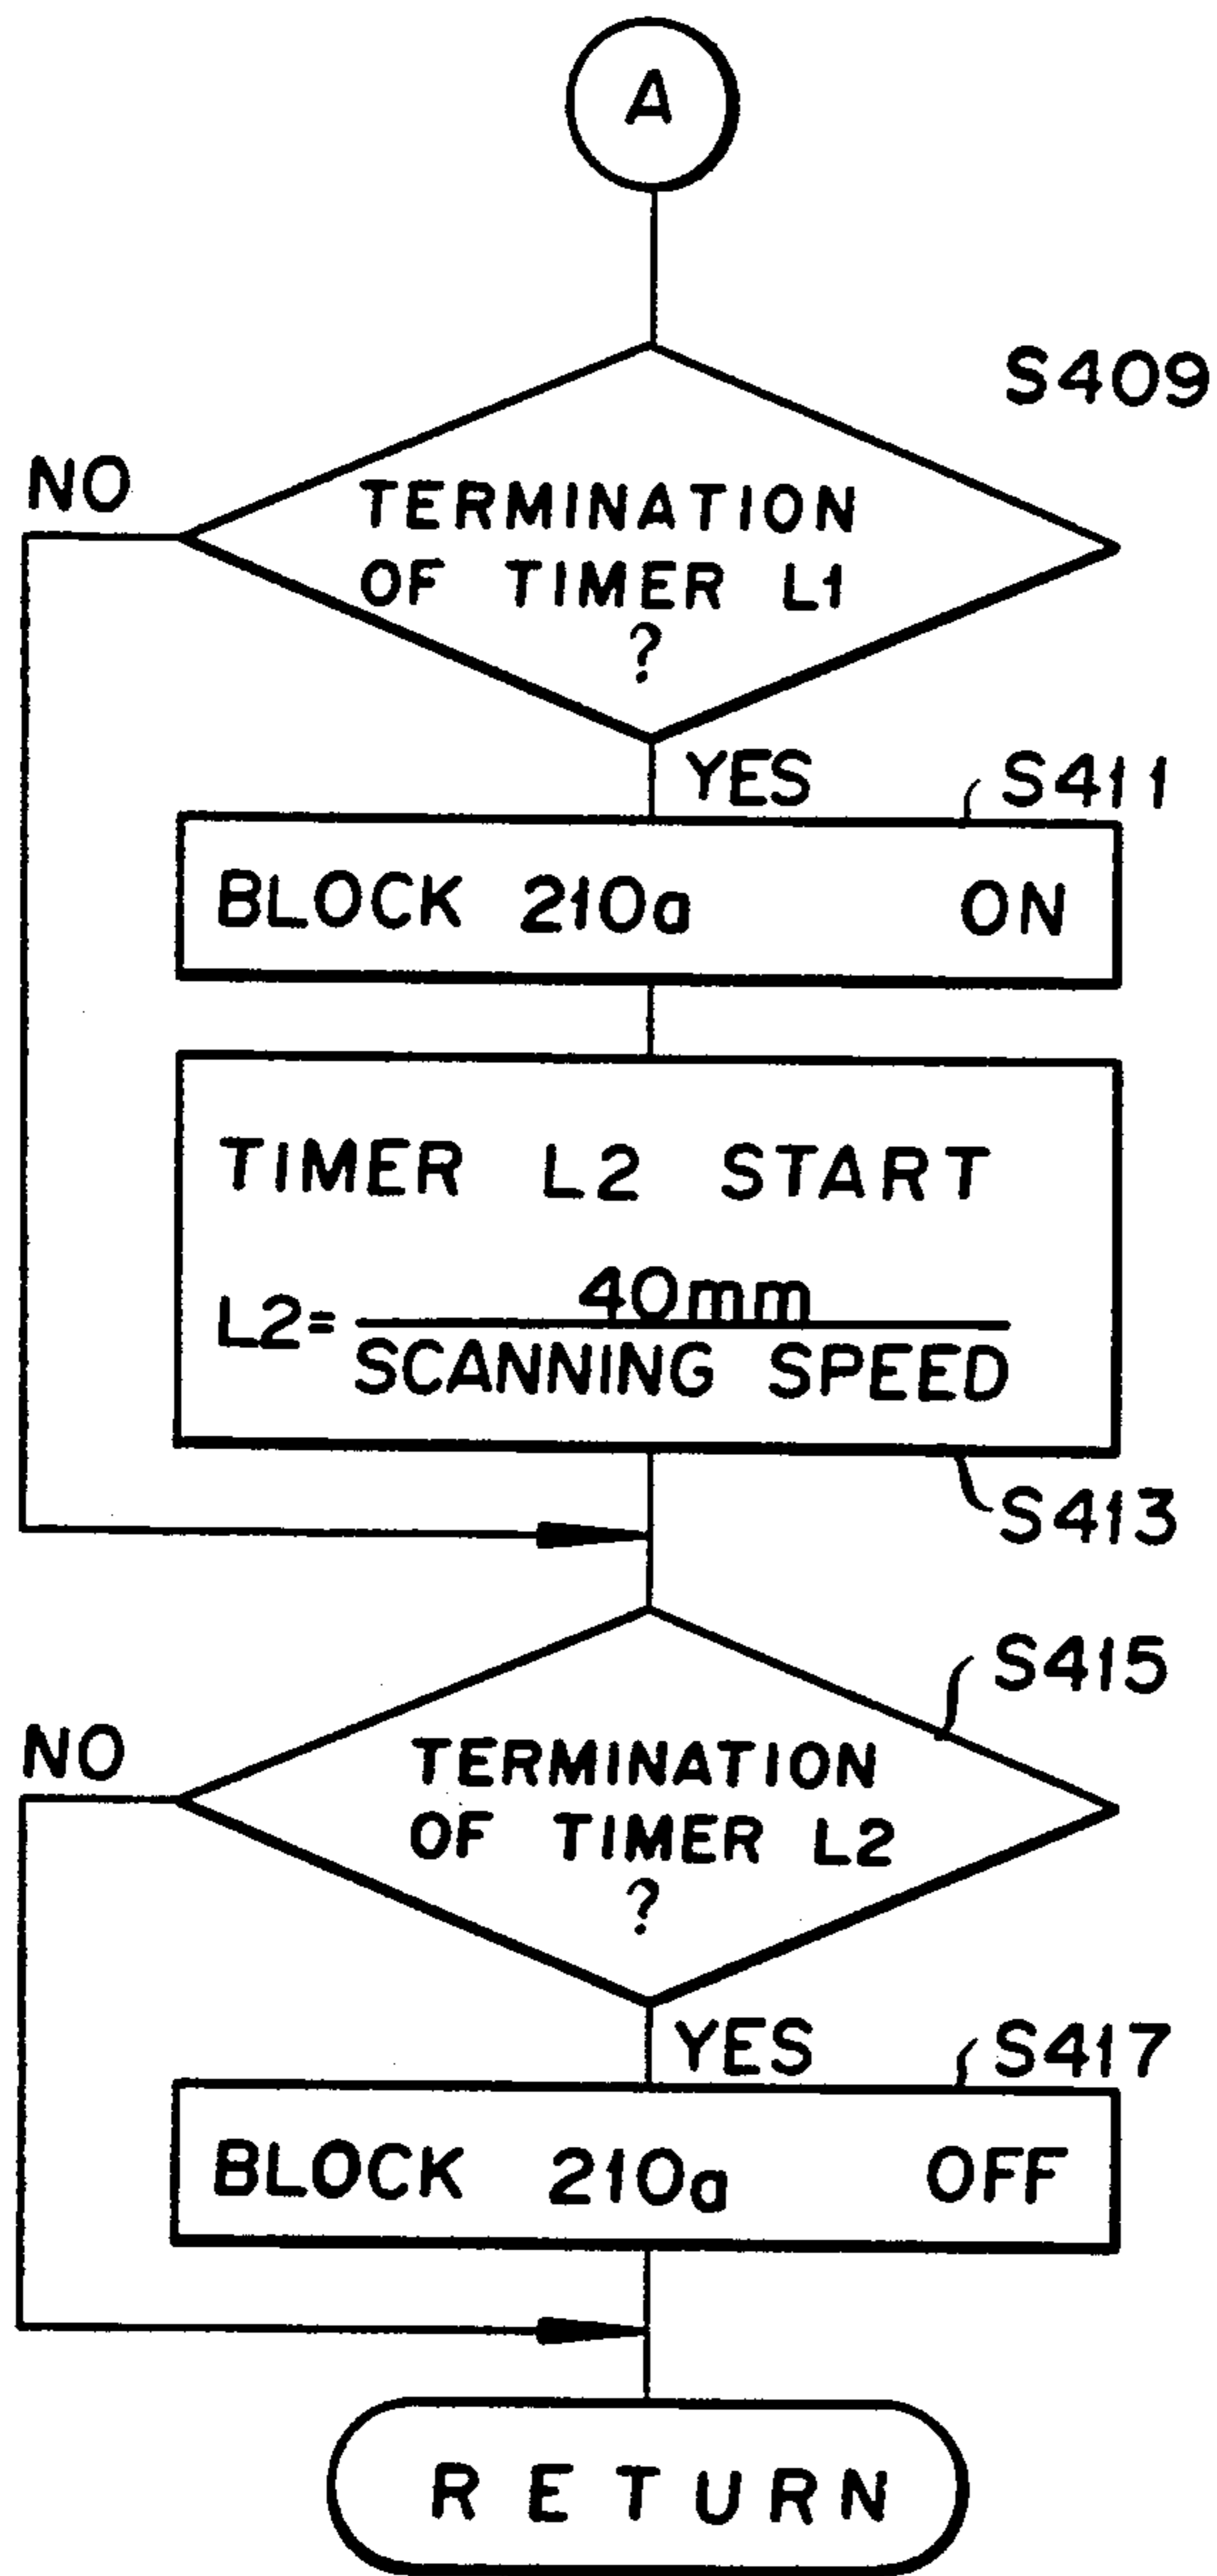 A
S409
NO
TERMINATION
OF TIMER L1
?
YES
S411
BLOCK 210a ON
TIMER L2 START
40mm
L2=
SCANNING SPEED
S413
S415
NO
TERMINATION
OF TIMER L2
?
YES
S417
BLOCK 210a OFF
RETURN